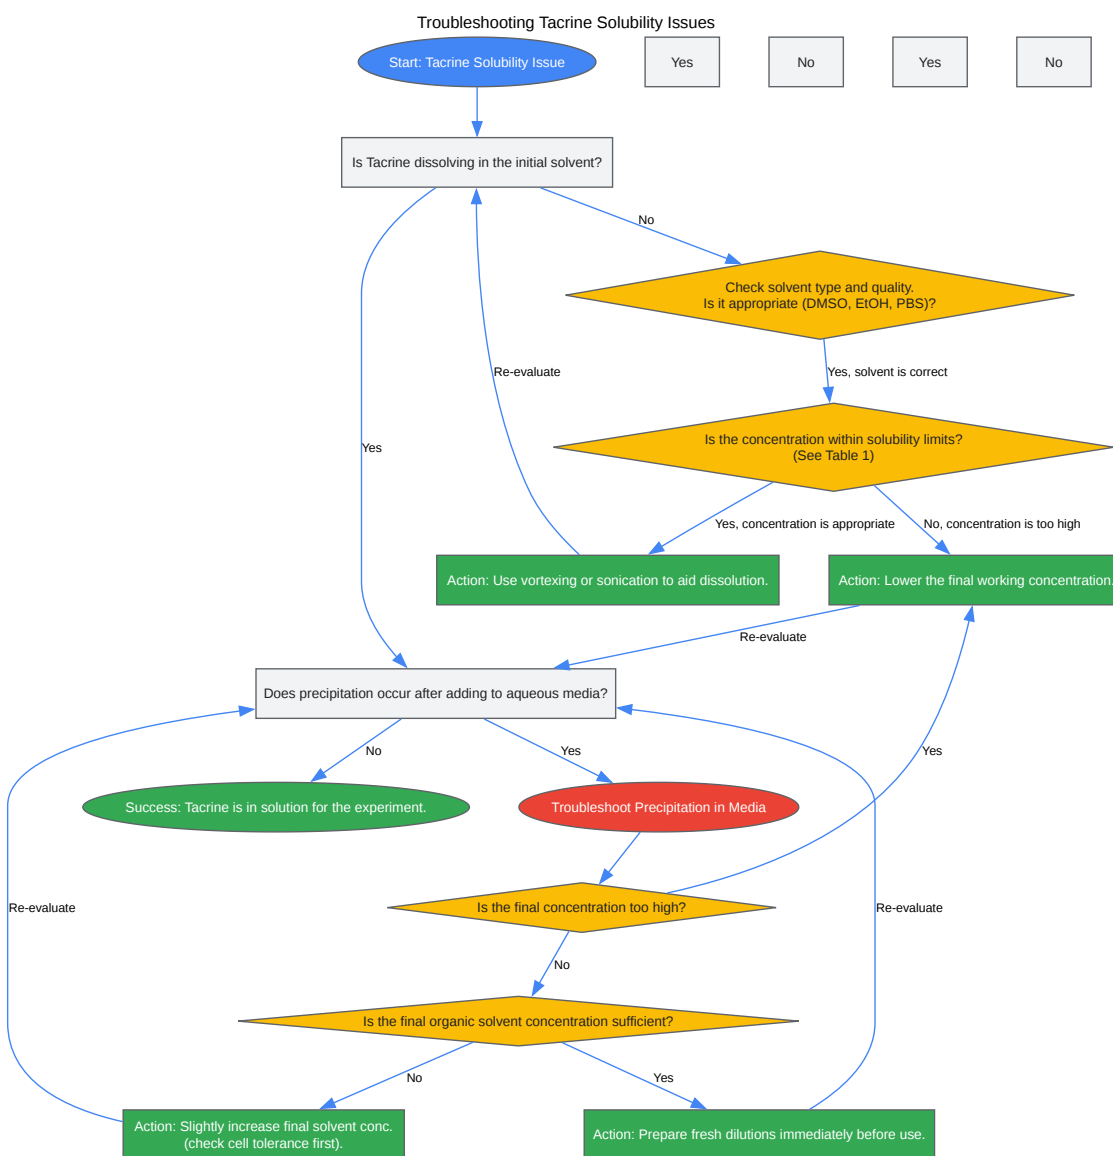 Troubleshooting Tacrine Solubility Issues
Start: Tacrine Solubility Issue
Yes
No
Yes
No
Is Tacrine dissolving in the initial solvent?
No
Check solvent type and quality.
Is it appropriate (DMSO, EtOH, PBS)?
Re-evaluate
Yes, solvent is correct
Yes
Is the concentration within solubility limits?
(See Table 1)
Yes, concentration is appropriate
No, concentration is too high
Action: Use vortexing or sonication to aid dissolution.
Action: Lower the final working concentration.
Re-evaluate
Does precipitation occur after adding to aqueous media?
No
Yes
Yes
Success: Tacrine is in solution for the experiment.
Troubleshoot Precipitation in Media
Re-evaluate
Is the final concentration too high?
Re-evaluate
No
Is the final organic solvent concentration sufficient?
No
Yes
Action: Slightly increase final solvent conc.
(check cell tolerance first).
Action: Prepare fresh dilutions immediately before use.